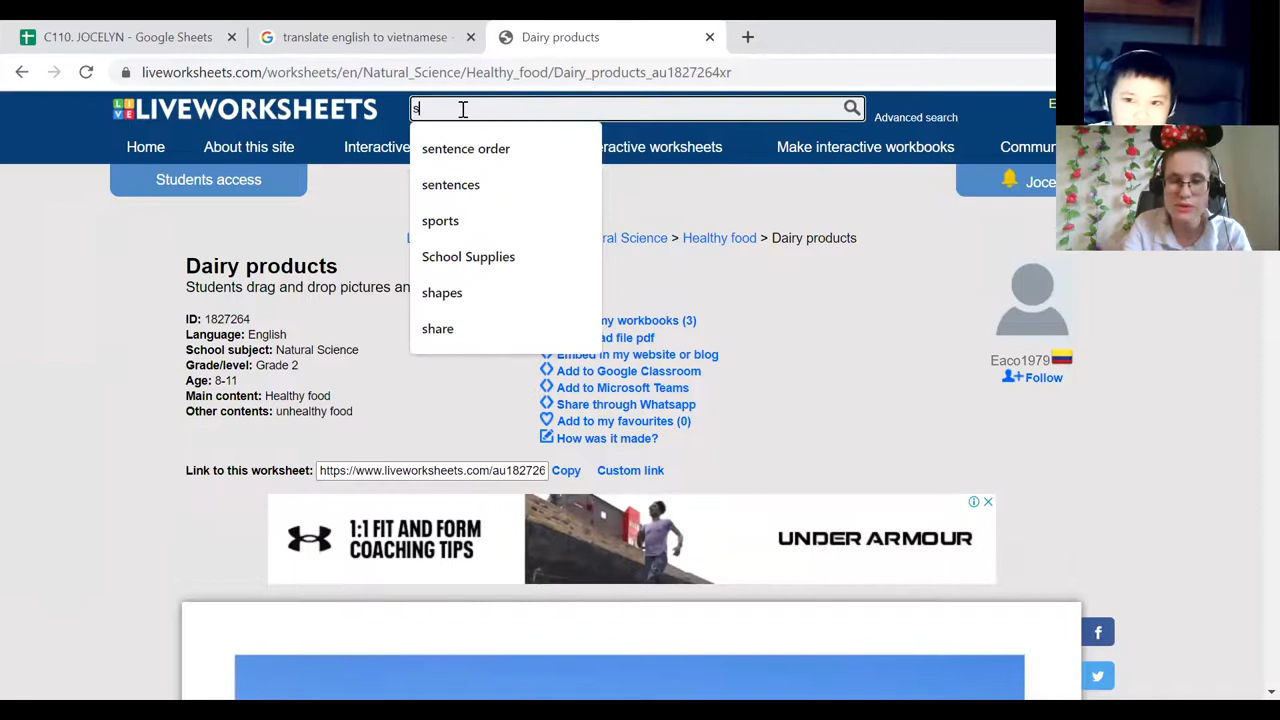 C110. JOCELYN - Google Sheets
translate english to vietnamese -
Dairy products
liveworksheets.com/worksheets/en/Natural_Science/Healthy_food/Dairy_products_au1827264xr
LIVEWORKSHEETS
s
Advanced search
E
Home
About this site
Interactive
eractive worksheets
Make interactive workbooks
Commun
sentence order
sentences
sports
School Supplies
shapes
share
Students access
Joce
ral Science > Healthy food > Dairy products
Dairy products
Students drag and drop pictures an
ID: 1827264
Language: English
School subject: Natural Science
Grade/level: Grade 2
Age: 8-11
Main content: Healthy food
Other contents: unhealthy food
my workbooks (3)
ad file pdf
Embed in my website or blog
Add to Google Classroom
Add to Microsoft Teams
Share through Whatsapp
Add to my favourites (0)
How was it made?
Eaco1979
Follow
Link to this worksheet: https://www.liveworksheets.com/au182726 Copy Custom link
1:1 FIT AND FORM
COACHING TIPS
UNDER ARMOUR